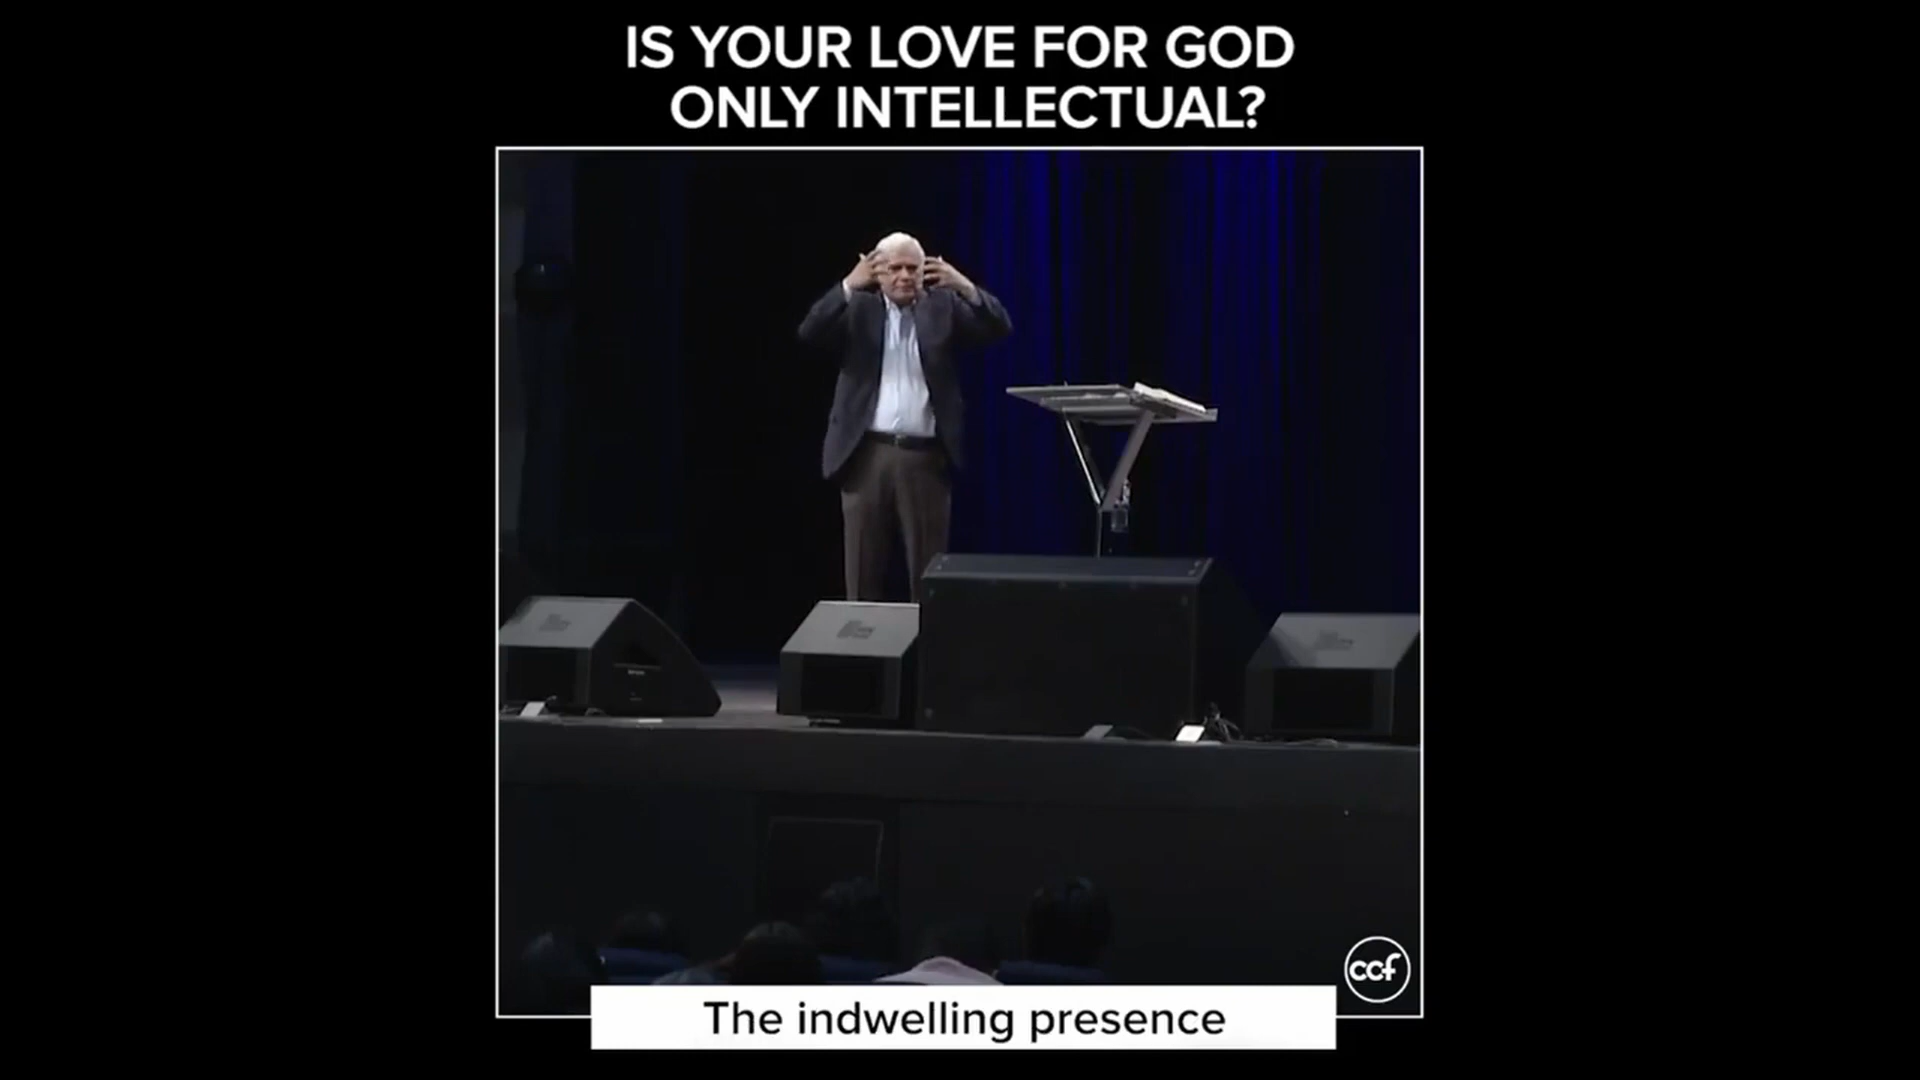 IS YOUR LOVE FOR GOD
ONLY INTELLECTUAL?
ccf
The indwelling presence